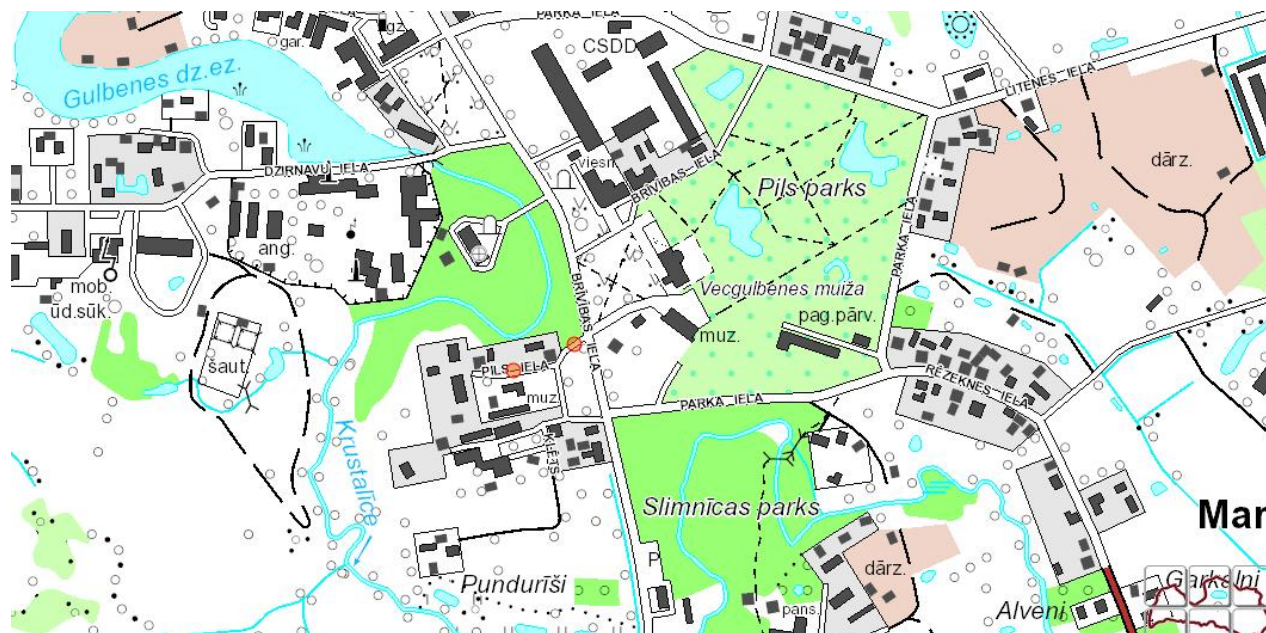 PARKA IELA
gz.
gar.
CSDD
Gulbenes dz.ez.
LITENES IELA
DZIRNAVU IELA
viesn.
BRĪVĪBAS IELA
dārz.
Pils parks
ang.
PARKA IELA
BRĪVĪBAS IELA
mob.
ūd.sūk.
Vecgulbenes muiža
pag.pārv.
muz.
šaut.
PILS IELA
RĒZEKNES IELA
muz.
PARKA IELA
Krustalīce
KLĒTS
Slimnīcas parks
Mar
P
dārz.
Pundurīši
pans.
Alveņi